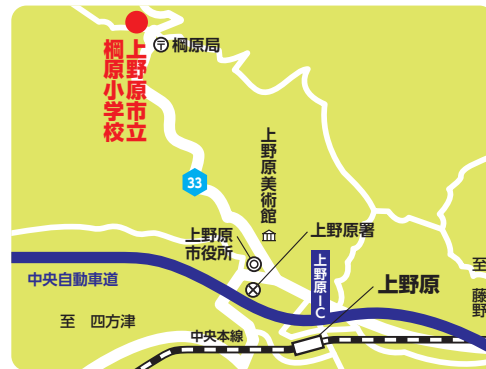 上野原市立
棡原小学校
〒棡原局
33
上野原美術館
上野原
市役所
上野原署
上野原IC
上野原
至 藤野
中央自動車道
至 四方津
中央本線